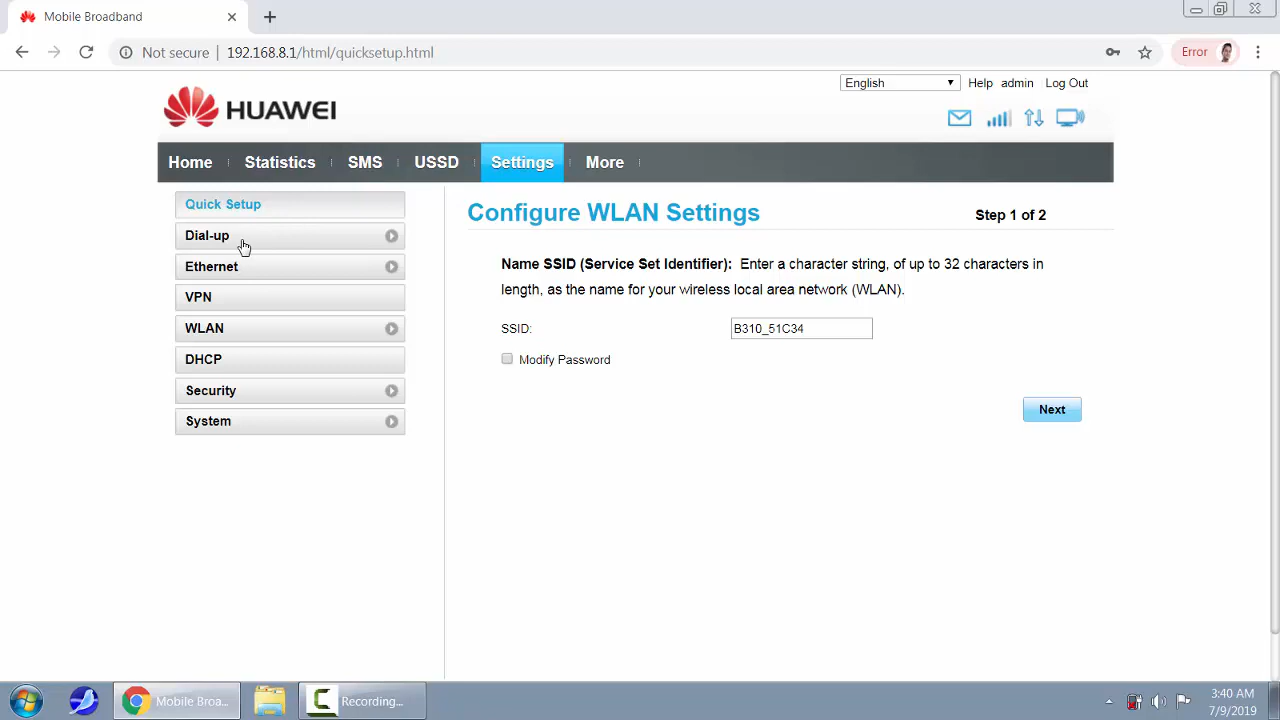 Mobile Broadband
Not secure | 192.168.8.1/html/quicksetup.html
Error
English Help admin Log Out
HUAWEI
Home Statistics SMS USSD Settings More
Quick Setup
Dial-up
Ethernet
VPN
WLAN
DHCP
Security
System
Configure WLAN Settings
Step 1 of 2
Name SSID (Service Set Identifier): Enter a character string, of up to 32 characters in
length, as the name for your wireless local area network (WLAN).
SSID: B310_51C34
Modify Password
Next
Mobile Broa...
Recording...
3:40 AM
7/9/2019